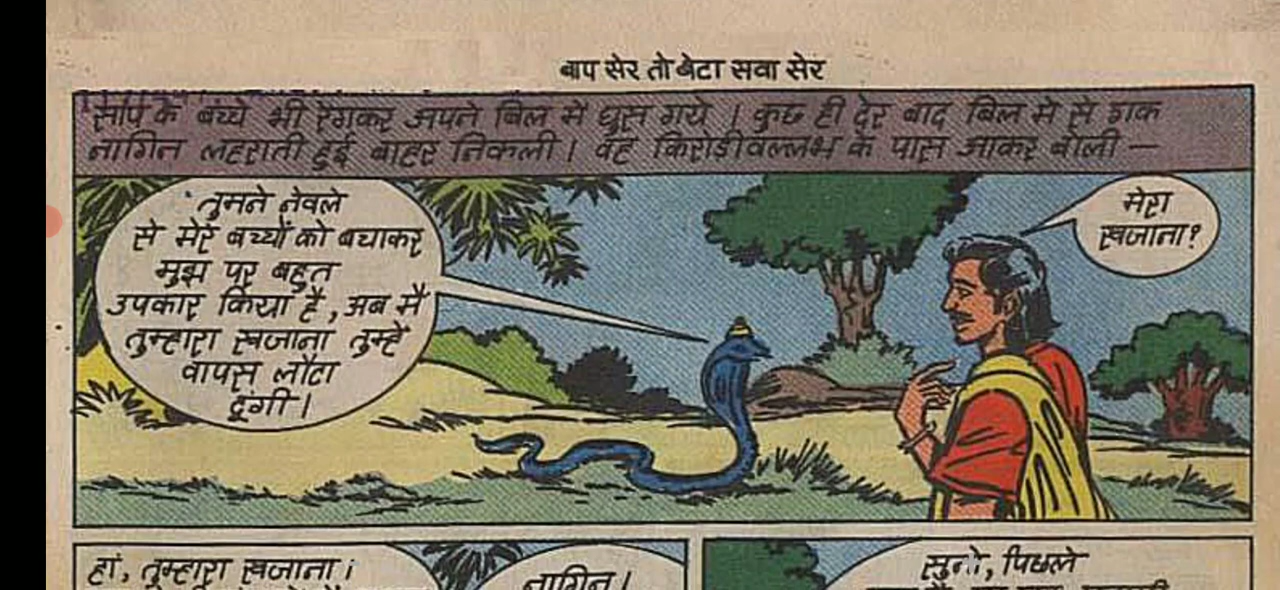 बाप सेर तो बेटा सवा सेर
सांप के बच्चे भी रेंगकर अपने बिल में घुस गये । कुछ ही देर बाद बिल में से एक
नागिन लहराती हुई बाहर निकली । वह किरोड़ीवल्लभ के पास आकर बोली —
तुमने नेवले
से मेरे बच्चों को बचाकर
मुझ पर बहुत
उपकार किया है, अब मैं
तुम्हारा खजाना तुम्हें
वापस लौटा
दूंगी ।
मेरा
खजाना?
हां, तुम्हारा खजाना ।
नागिन ।
सुनो, पिछले